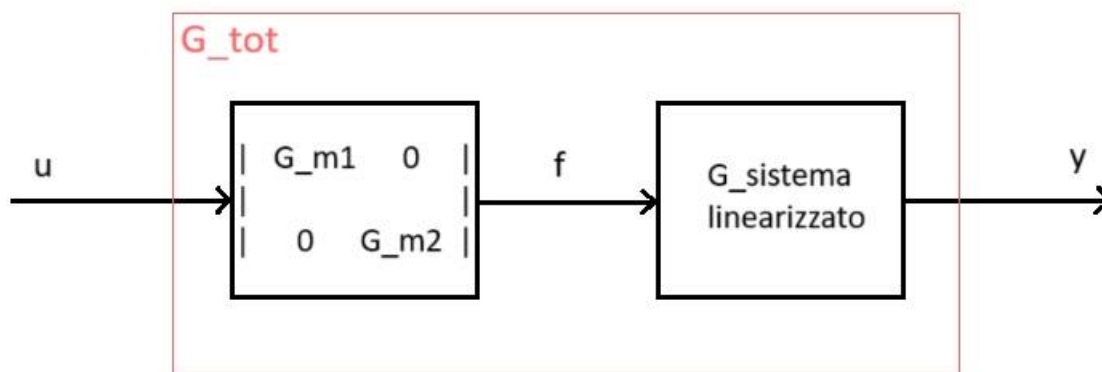 G_tot
u
| G_m1 0 |
| |
| 0 G_m2 |
f
G_sistema
linearizzato
y